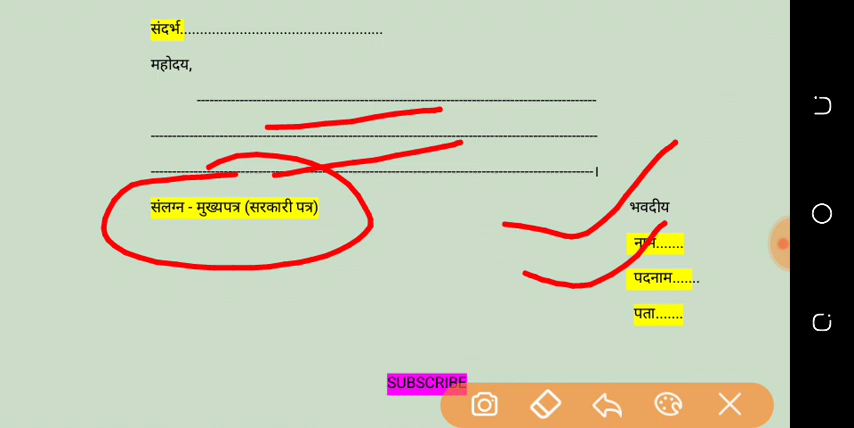 संदर्भ..................................................
महोदय,
-------------------------------------------------------------------------------------
-----------------------------------------------------------------------------------------------
-----------------------------------------------------------------------------------------------।
संलग्न - मुख्यपत्र (सरकारी पत्र)
भवदीय
नाम.......
पदनाम.......
पता.......
SUBSCRIBE